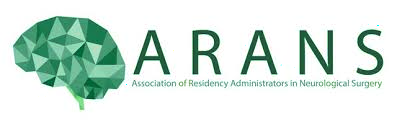 ARANS
Association of Residency Administrators in Neurological Surgery